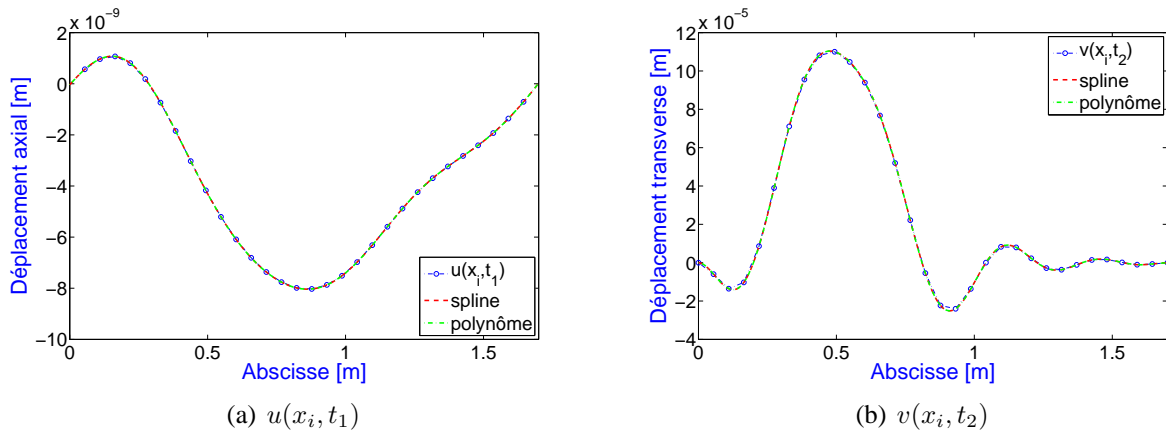 x 10⁻⁹
2
0
−2
−4
−6
−8
−10
0
0.5
1
1.5
Déplacement axial [m]
Abscisse [m]
u(x_i,t_1)
spline
polynôme
(a) u(x_i, t_1)
x 10⁻⁵
12
10
8
6
4
2
0
−2
−4
0
0.5
1
1.5
Déplacement transverse [m]
Abscisse [m]
v(x_i,t_2)
spline
polynôme
(b) v(x_i, t_2)